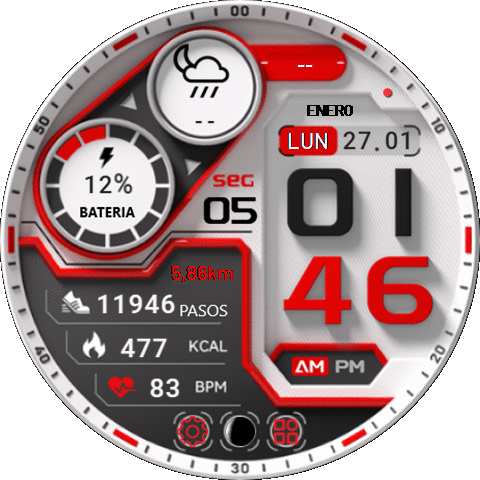 00
10
20
30
40
50
--
--
ENERO
LUN 27.01
12%
BATERIA
SEG
05
01
46
5,86km
11946 PASOS
477 KCAL
83 BPM
AM PM